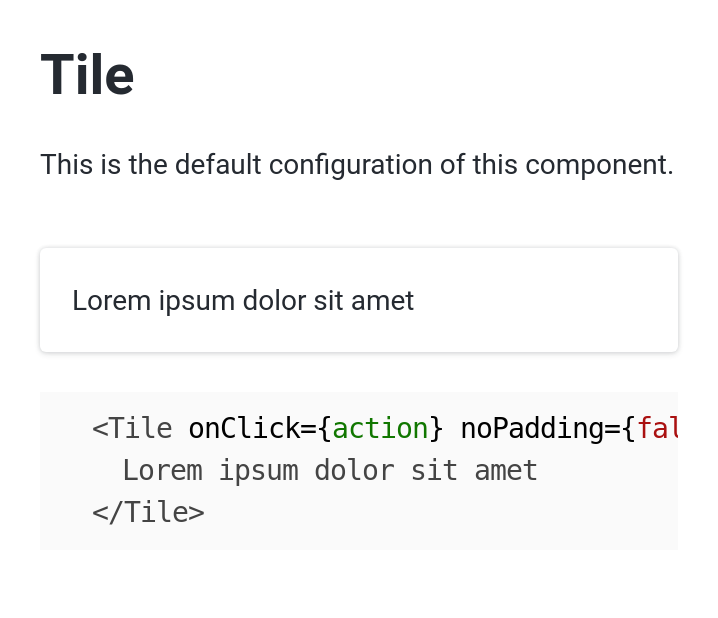 Tile
This is the default configuration of this component.
Lorem ipsum dolor sit amet
<Tile onClick={action} noPadding={fal
Lorem ipsum dolor sit amet
</Tile>